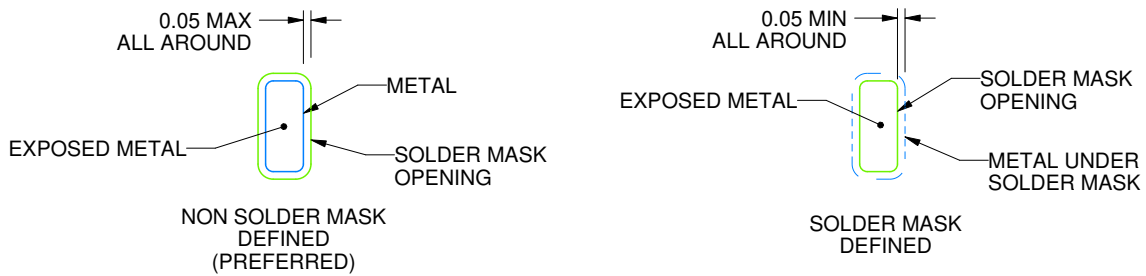 0.05 MAX
ALL AROUND
METAL
EXPOSED METAL
SOLDER MASK
OPENING
NON SOLDER MASK
DEFINED
(PREFERRED)
0.05 MIN
ALL AROUND
SOLDER MASK
OPENING
EXPOSED METAL
METAL UNDER
SOLDER MASK
SOLDER MASK
DEFINED